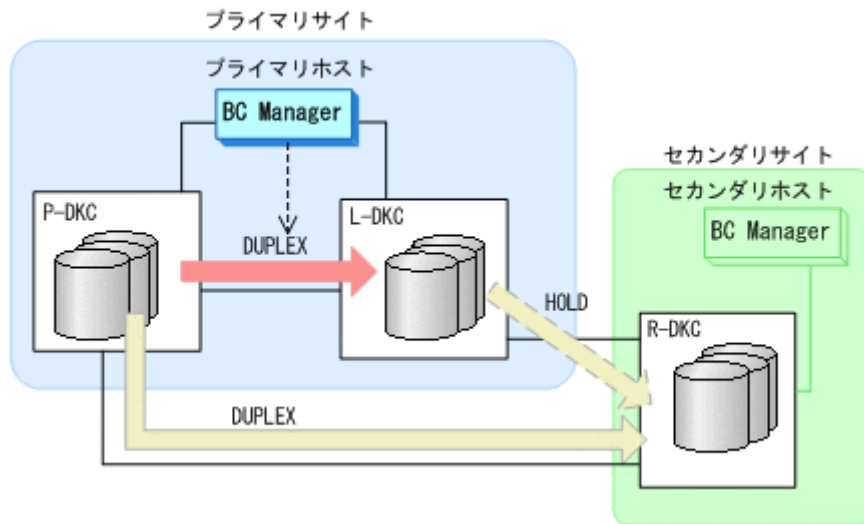 プライマリサイト
プライマリホスト
BC Manager
セカンダリサイト
セカンダリホスト
BC Manager
P-DKC
L-DKC
DUPLEX
HOLD
R-DKC
DUPLEX